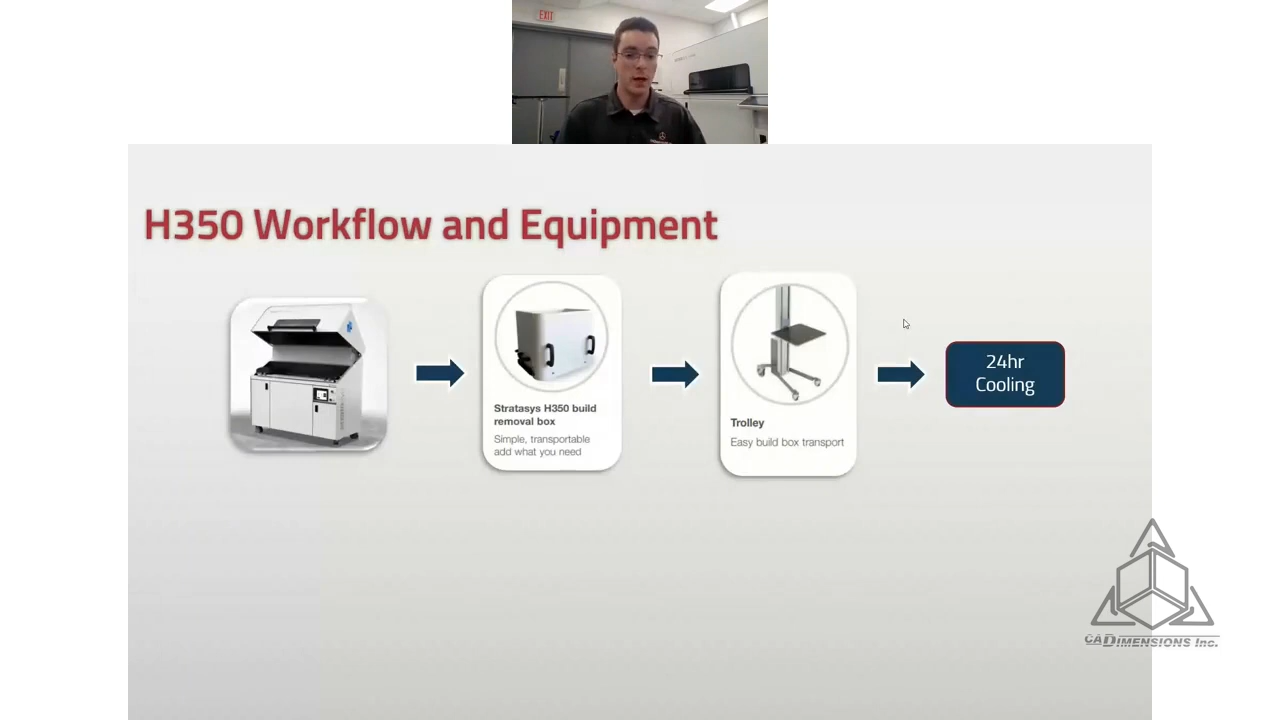 EXIT
H350 Workflow and Equipment
Stratasys H350 build
removal box
Simple, transportable
add what you need
Trolley
Easy build box transport
24hr
Cooling
CADIMENSIONS Inc.